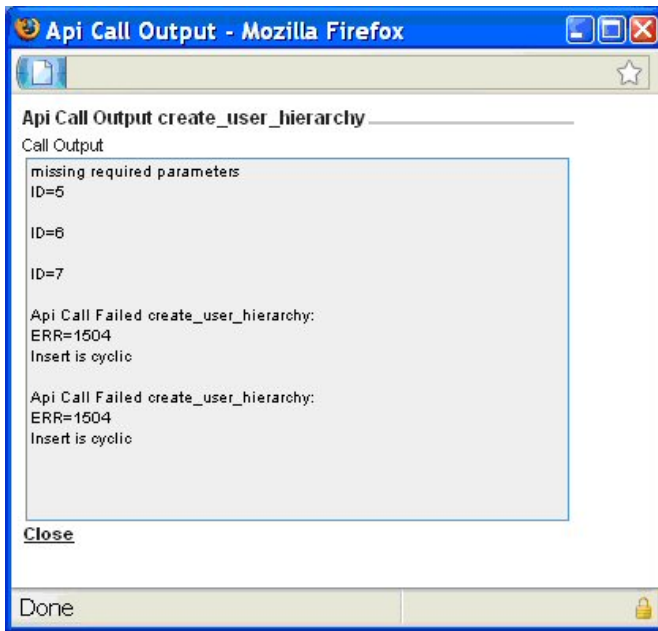 Api Call Output - Mozilla Firefox
Api Call Output create_user_hierarchy
Call Output
missing required parameters
ID=5
ID=6
ID=7
Api Call Failed create_user_hierarchy:
ERR=1504
Insert is cyclic
Api Call Failed create_user_hierarchy:
ERR=1504
Insert is cyclic
Close
Done